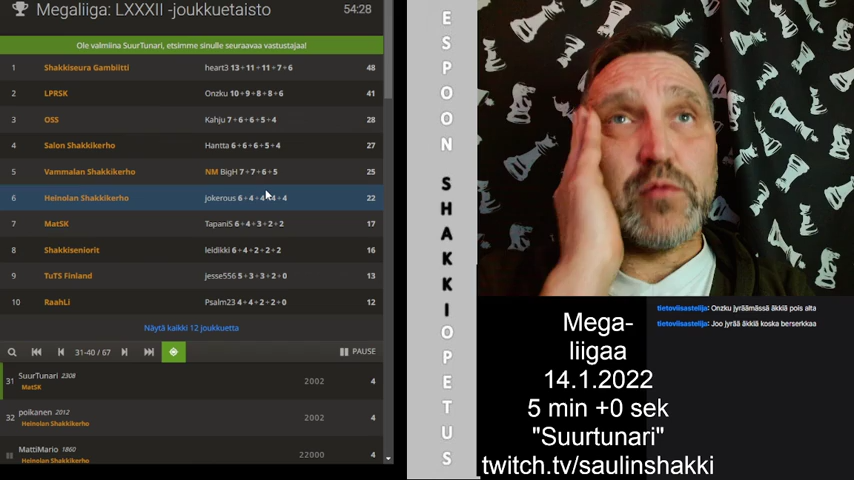 Megaliiga: LXXXII -joukkuetaisto 54:28
Ole valmiina SuurTunari, etsimme sinulle seuraavaa vastustajaa!
1 Shakkiseura Gambiitti heart3 13+11+11+7+6 48
2 LPRSK Onzku 10+9+8+8+6 41
3 OSS Kahju 7+6+6+5+4 28
4 Salon Shakkikerho Hantta 6+6+6+5+4 27
5 Vammalan Shakkikerho NM BigH 7+7+6+5 25
6 Heinolan Shakkikerho jokerous 6+4+4+4+4 22
7 MatSK TapaniS 6+4+3+2+2 17
8 Shakkiseniorit leidikki 6+4+2+2+2 16
9 TuTS Finland jesse556 5+3+3+2+0 13
10 RaahLi Psalm23 4+4+2+2+0 12
Näytä kaikki 12 joukkuetta
31-40 / 67 PAUSE
31 SuurTunari 2308 2002 4
MatSK
32 poikanen 2012 2002 4
Heinolan Shakkikerho
MattiMario 1860 22000 4
Heinolan Shakkikerho
ESPOON SHAKKIOPETUS
tietoviisastelija: Onzku jyräämässä äkkiä pois alta
tietoviisastelija: Joo jyrää äkkiä koska berserkkaa
Mega-
liigaa
14.1.2022
5 min +0 sek
"Suurtunari"
twitch.tv/saulinshakki